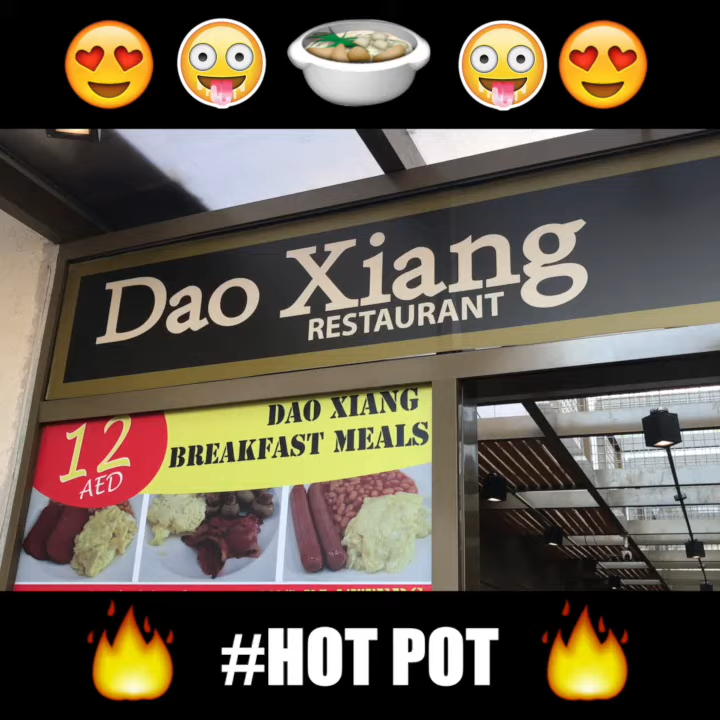 Dao Xiang
RESTAURANT
12
AED
DAO XIANG
BREAKFAST MEALS
#HOT POT